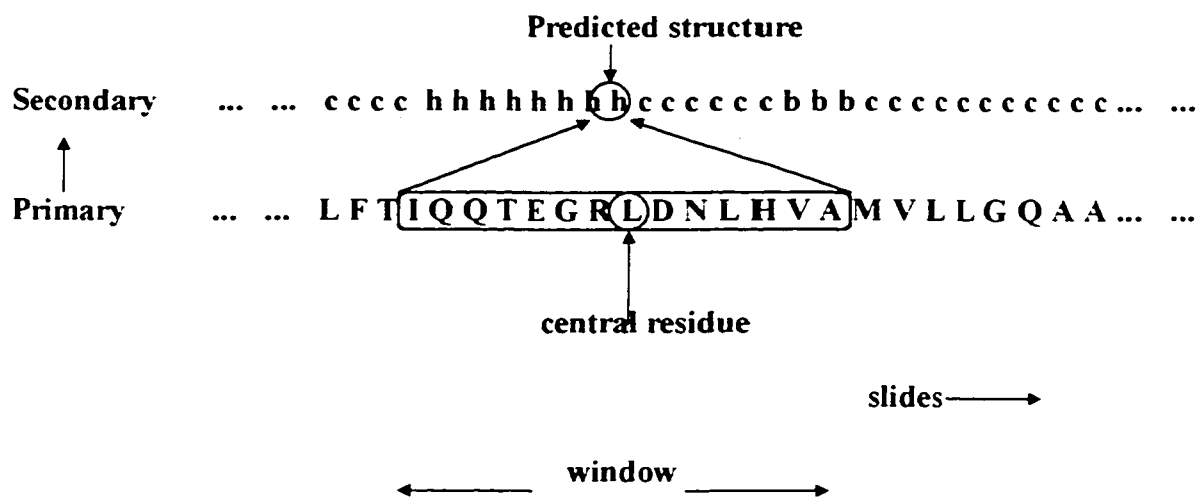 Predicted structure
Secondary ... ... c c c c h h h h h h h h c c c c c c b b b c c c c c c c c c c ... ...
Primary ... ... L F T I Q Q T E G R L D N L H V A M V L L G Q A A ... ...
central residue
slides
window